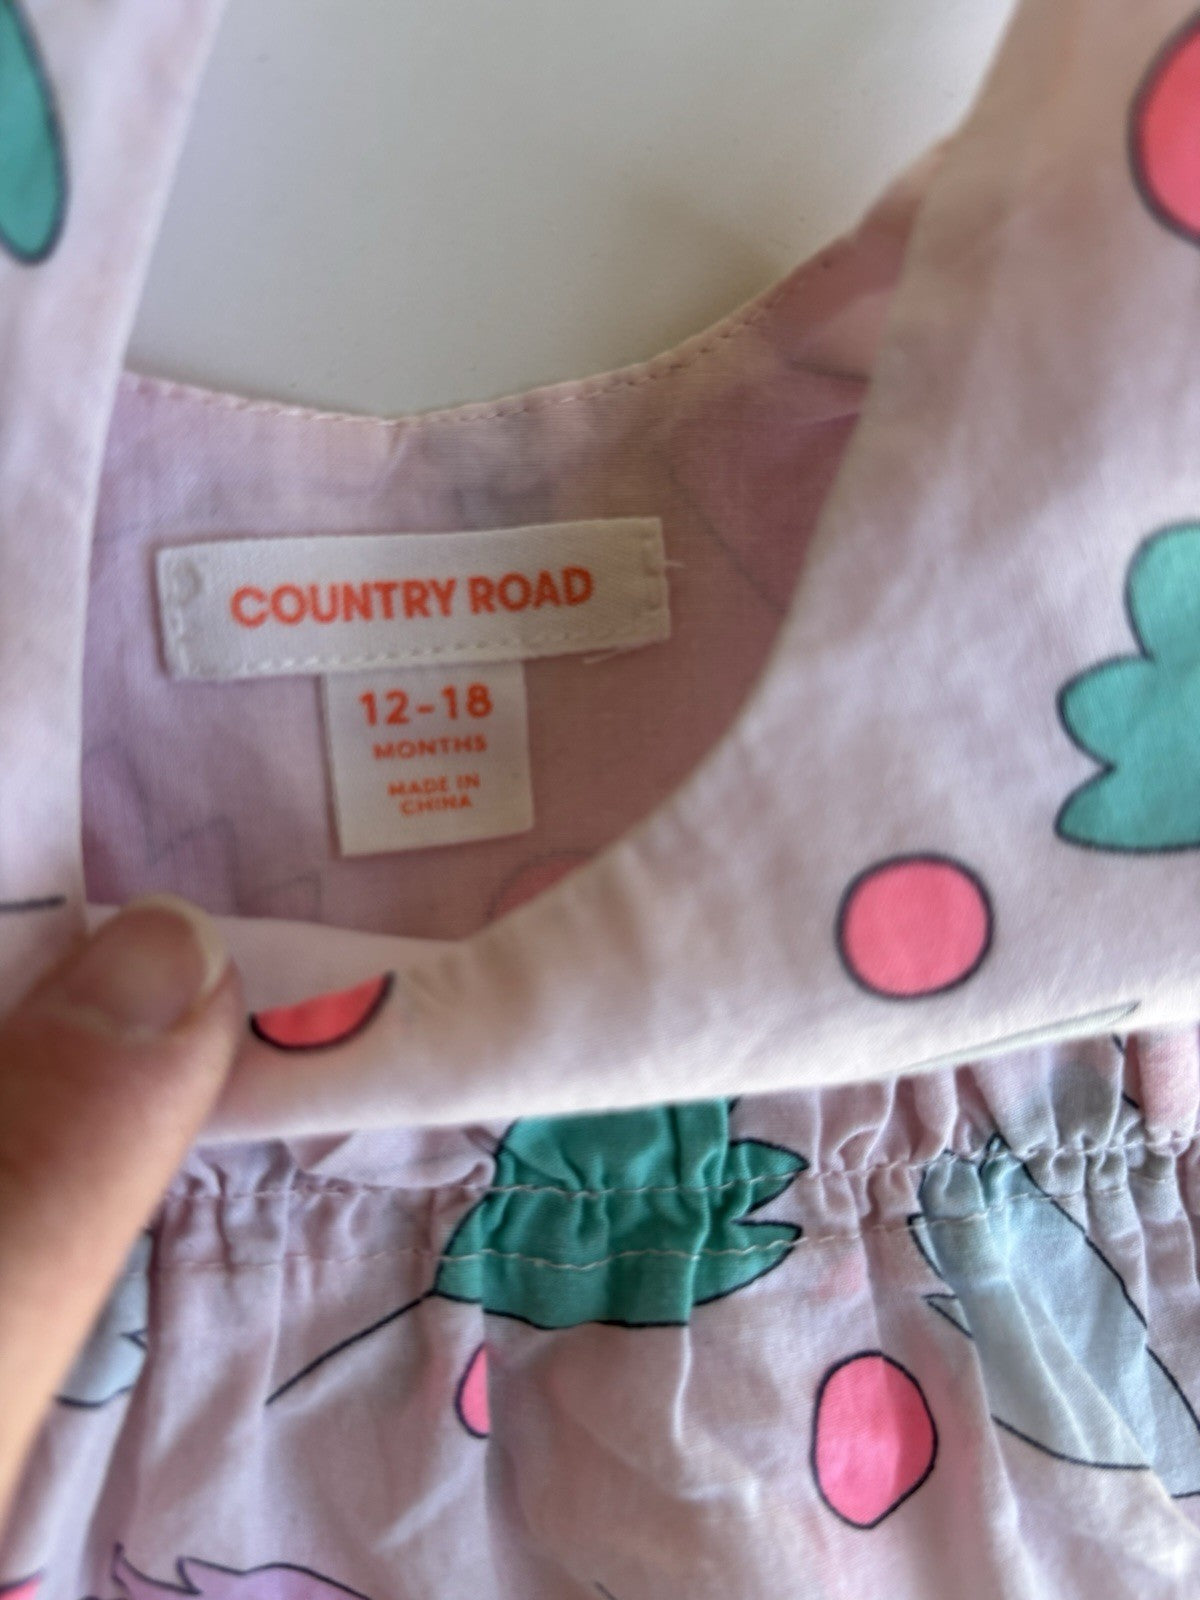 COUNTRY ROAD
12-18
MONTHS
MADE IN
CHINA